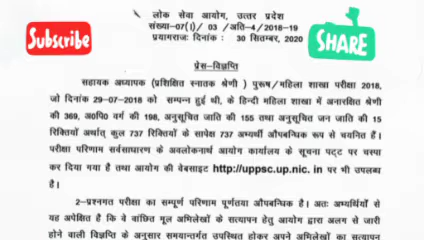 लोक सेवा आयोग, उत्तर प्रदेश
संख्या-07(।)/ 03 /अति-4/2018-19
प्रयागराजः दिनांक : 30 सितम्बर, 2020
Subscribe
SHARE
प्रेस-विज्ञप्ति
सहायक अध्यापक (प्रशिक्षित स्नातक श्रेणी ) पुरूष/महिला शाखा परीक्षा 2018,
जो दिनांक 29-07-2018 को सम्पन्न हुई थी, के हिन्दी महिला शाखा में अनारक्षित श्रेणी
की 369, अ0पि0 वर्ग की 198, अनुसूचित जाति की 155 तथा अनुसूचित जन जाति की 15
रिक्तियों अर्थात् कुल 737 रिक्तियों के सापेक्ष 737 अभ्यर्थी औपबन्धिक रूप से चयनित हैं।
परीक्षा परिणाम सर्वसाधारण के अवलोकनार्थ आयोग कार्यालय के सूचना पट्ट पर चस्पा
कर दिया गया है तथा आयोग की वेबसाइट http://uppsc.up.nic. in पर भी उपलब्ध
है।
2-प्रश्नगत परीक्षा का सम्पूर्ण परिणाम पूर्णतया औपबन्धिक है। अतः अभ्यर्थियों से
यह अपेक्षित है कि वे वांछित मूल अभिलेखों के सत्यापन हेतु आयोग द्वारा अलग से जारी
होने वाली विज्ञप्ति के अनुसार समयान्तर्गत उपस्थित होकर अपने अभिलेखों का सत्यापन